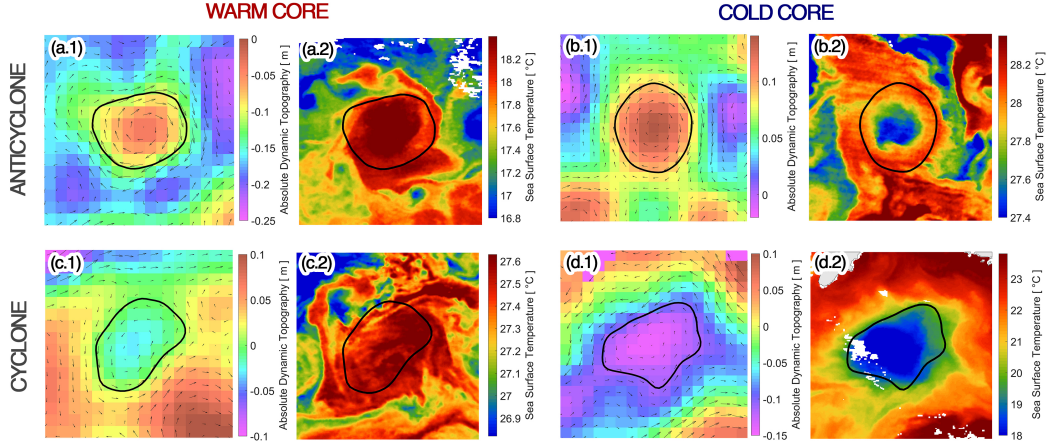 WARM CORE
COLD CORE
ANTICYCLONE
CYCLONE
(a.1)
0
-0.05
-0.1
-0.15
-0.2
-0.25
Absolute Dynamic Topography [ m ]
(a.2)
18.2
18
17.8
17.6
17.4
17.2
17
16.8
Sea Surface Temperature [ °C ]
(b.1)
0.1
0.05
0
Absolute Dynamic Topography [ m ]
(b.2)
28.2
28
27.8
27.6
27.4
Sea Surface Temperature [ °C ]
(c.1)
0.1
0.05
0
-0.05
-0.1
Absolute Dynamic Topography [ m ]
(c.2)
27.6
27.5
27.4
27.3
27.2
27.1
27
26.9
Sea Surface Temperature [ °C ]
(d.1)
0.1
0.05
0
-0.05
-0.1
-0.15
Absolute Dynamic Topography [ m ]
(d.2)
23
22
21
20
19
18
Sea Surface Temperature [ °C ]